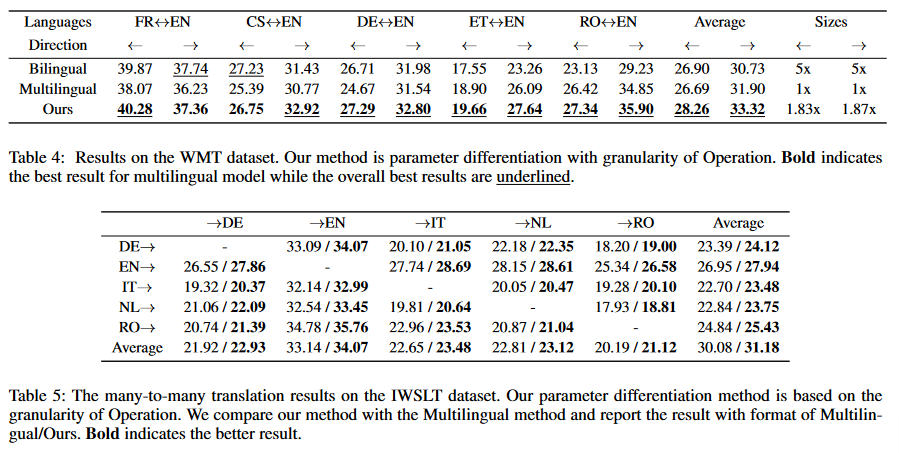 Languages FR↔EN CS↔EN DE↔EN ET↔EN RO↔EN Average Sizes
Direction ← → ← → ← → ← → ← → ← → ← →
Bilingual 39.87 37.74 27.23 31.43 26.71 31.98 17.55 23.26 23.13 29.23 26.90 30.73 5x 5x
Multilingual 38.07 36.23 25.39 30.77 24.67 31.54 18.90 26.09 26.42 34.85 26.69 31.90 1x 1x
Ours 40.28 37.36 26.75 32.92 27.29 32.80 19.66 27.64 27.34 35.90 28.26 33.32 1.83x 1.87x
Table 4: Results on the WMT dataset. Our method is parameter differentiation with granularity of Operation. Bold indicates
the best result for multilingual model while the overall best results are underlined.
→DE →EN →IT →NL →RO Average
DE→ - 33.09 / 34.07 20.10 / 21.05 22.18 / 22.35 18.20 / 19.00 23.39 / 24.12
EN→ 26.55 / 27.86 - 27.74 / 28.69 28.15 / 28.61 25.34 / 26.58 26.95 / 27.94
IT→ 19.32 / 20.37 32.14 / 32.99 - 20.05 / 20.47 19.28 / 20.10 22.70 / 23.48
NL→ 21.06 / 22.09 32.54 / 33.45 19.81 / 20.64 - 17.93 / 18.81 22.84 / 23.75
RO→ 20.74 / 21.39 34.78 / 35.76 22.96 / 23.53 20.87 / 21.04 - 24.84 / 25.43
Average 21.92 / 22.93 33.14 / 34.07 22.65 / 23.48 22.81 / 23.12 20.19 / 21.12 30.08 / 31.18
Table 5: The many-to-many translation results on the IWSLT dataset. Our parameter differentiation method is based on the
granularity of Operation. We compare our method with the Multilingual method and report the result with format of Multilin-
gual/Ours. Bold indicates the better result.